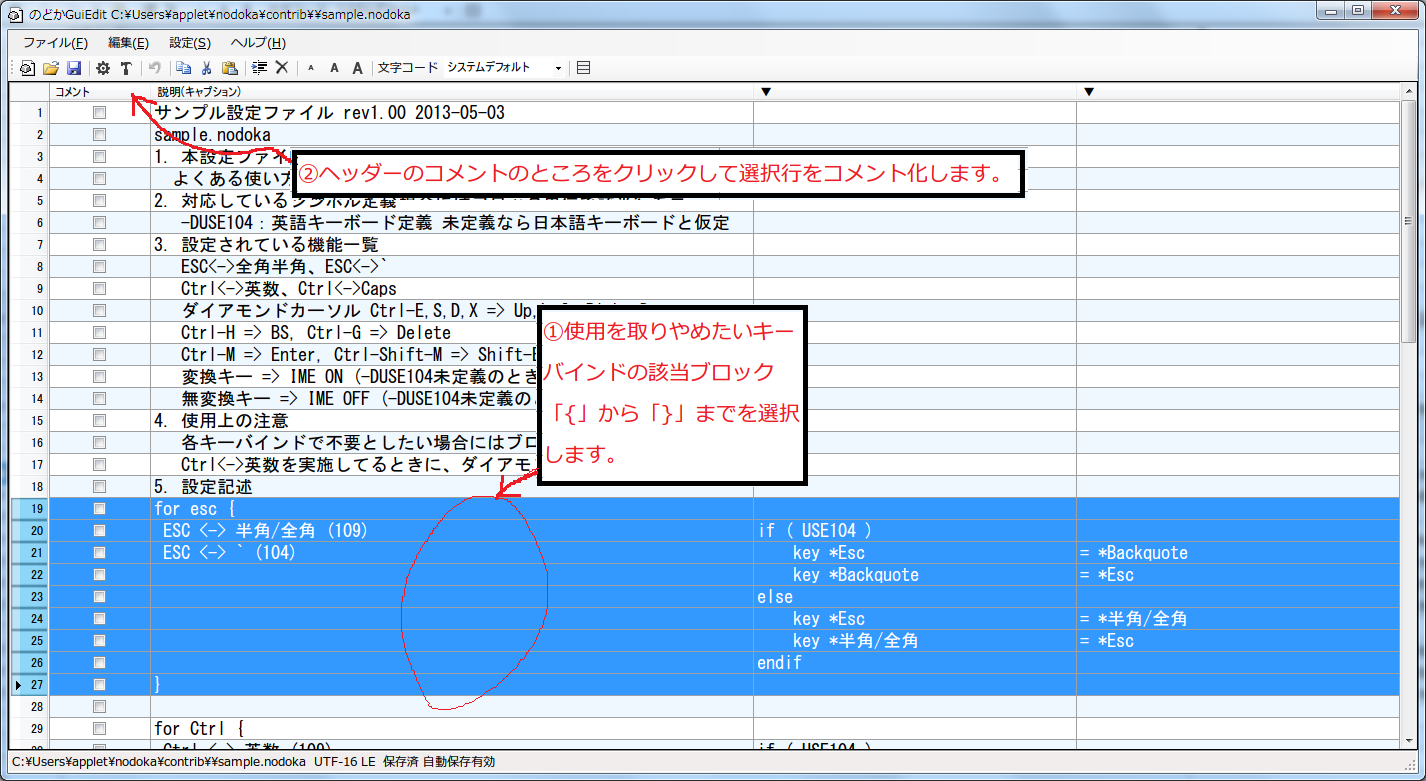 のどかGuiEdit C:¥Users¥applet¥nodoka¥contrib¥¥sample.nodoka
ファイル(F) 編集(E) 設定(S) ヘルプ(H)
A A A 文字コード システムデフォルト
コメント 説明(キャプション) ▼ ▼
1 サンプル設定ファイル rev1.00 2013-05-03
2 sample.nodoka
3 1. 本設定ファイ
②ヘッダーのコメントのところをクリックして選択行をコメント化します。
4 よくある使い方
5 2. 対応しているシンボル定義
6 -DUSE104：英語キーボード定義 未定義なら日本語キーボードと仮定
7 3. 設定されている機能一覧
8 ESC<->全角半角、ESC<->`
9 Ctrl<->英数、Ctrl<->Caps
10 ダイアモンドカーソル Ctrl-E,S,D,X => Up,
11 Ctrl-H => BS, Ctrl-G => Delete
12 Ctrl-M => Enter, Ctrl-Shift-M => Shift-E
13 変換キー => IME ON (-DUSE104未定義のとき
14 無変換キー => IME OFF (-DUSE104未定義の
15 4. 使用上の注意
16 各キーバインドで不要としたい場合にはブロ
17 Ctrl<->英数を実施してるときに、ダイアモ
①使用を取りやめたいキー
バインドの該当ブロック
「{」から「}」までを選択
します。
18 5. 設定記述
19 for esc {
20 ESC <-> 半角/全角 (109) if ( USE104 )
21 ESC <-> ` (104) key *Esc = *Backquote
22 key *Backquote = *Esc
23 else
24 key *Esc = *半角/全角
25 key *半角/全角 = *Esc
26 endif
27 }
28
29 for Ctrl {
Ctrl <-> 英数 (109) if ( USE104 )
C:¥Users¥applet¥nodoka¥contrib¥¥sample.nodoka UTF-16 LE 保存済 自動保存有効